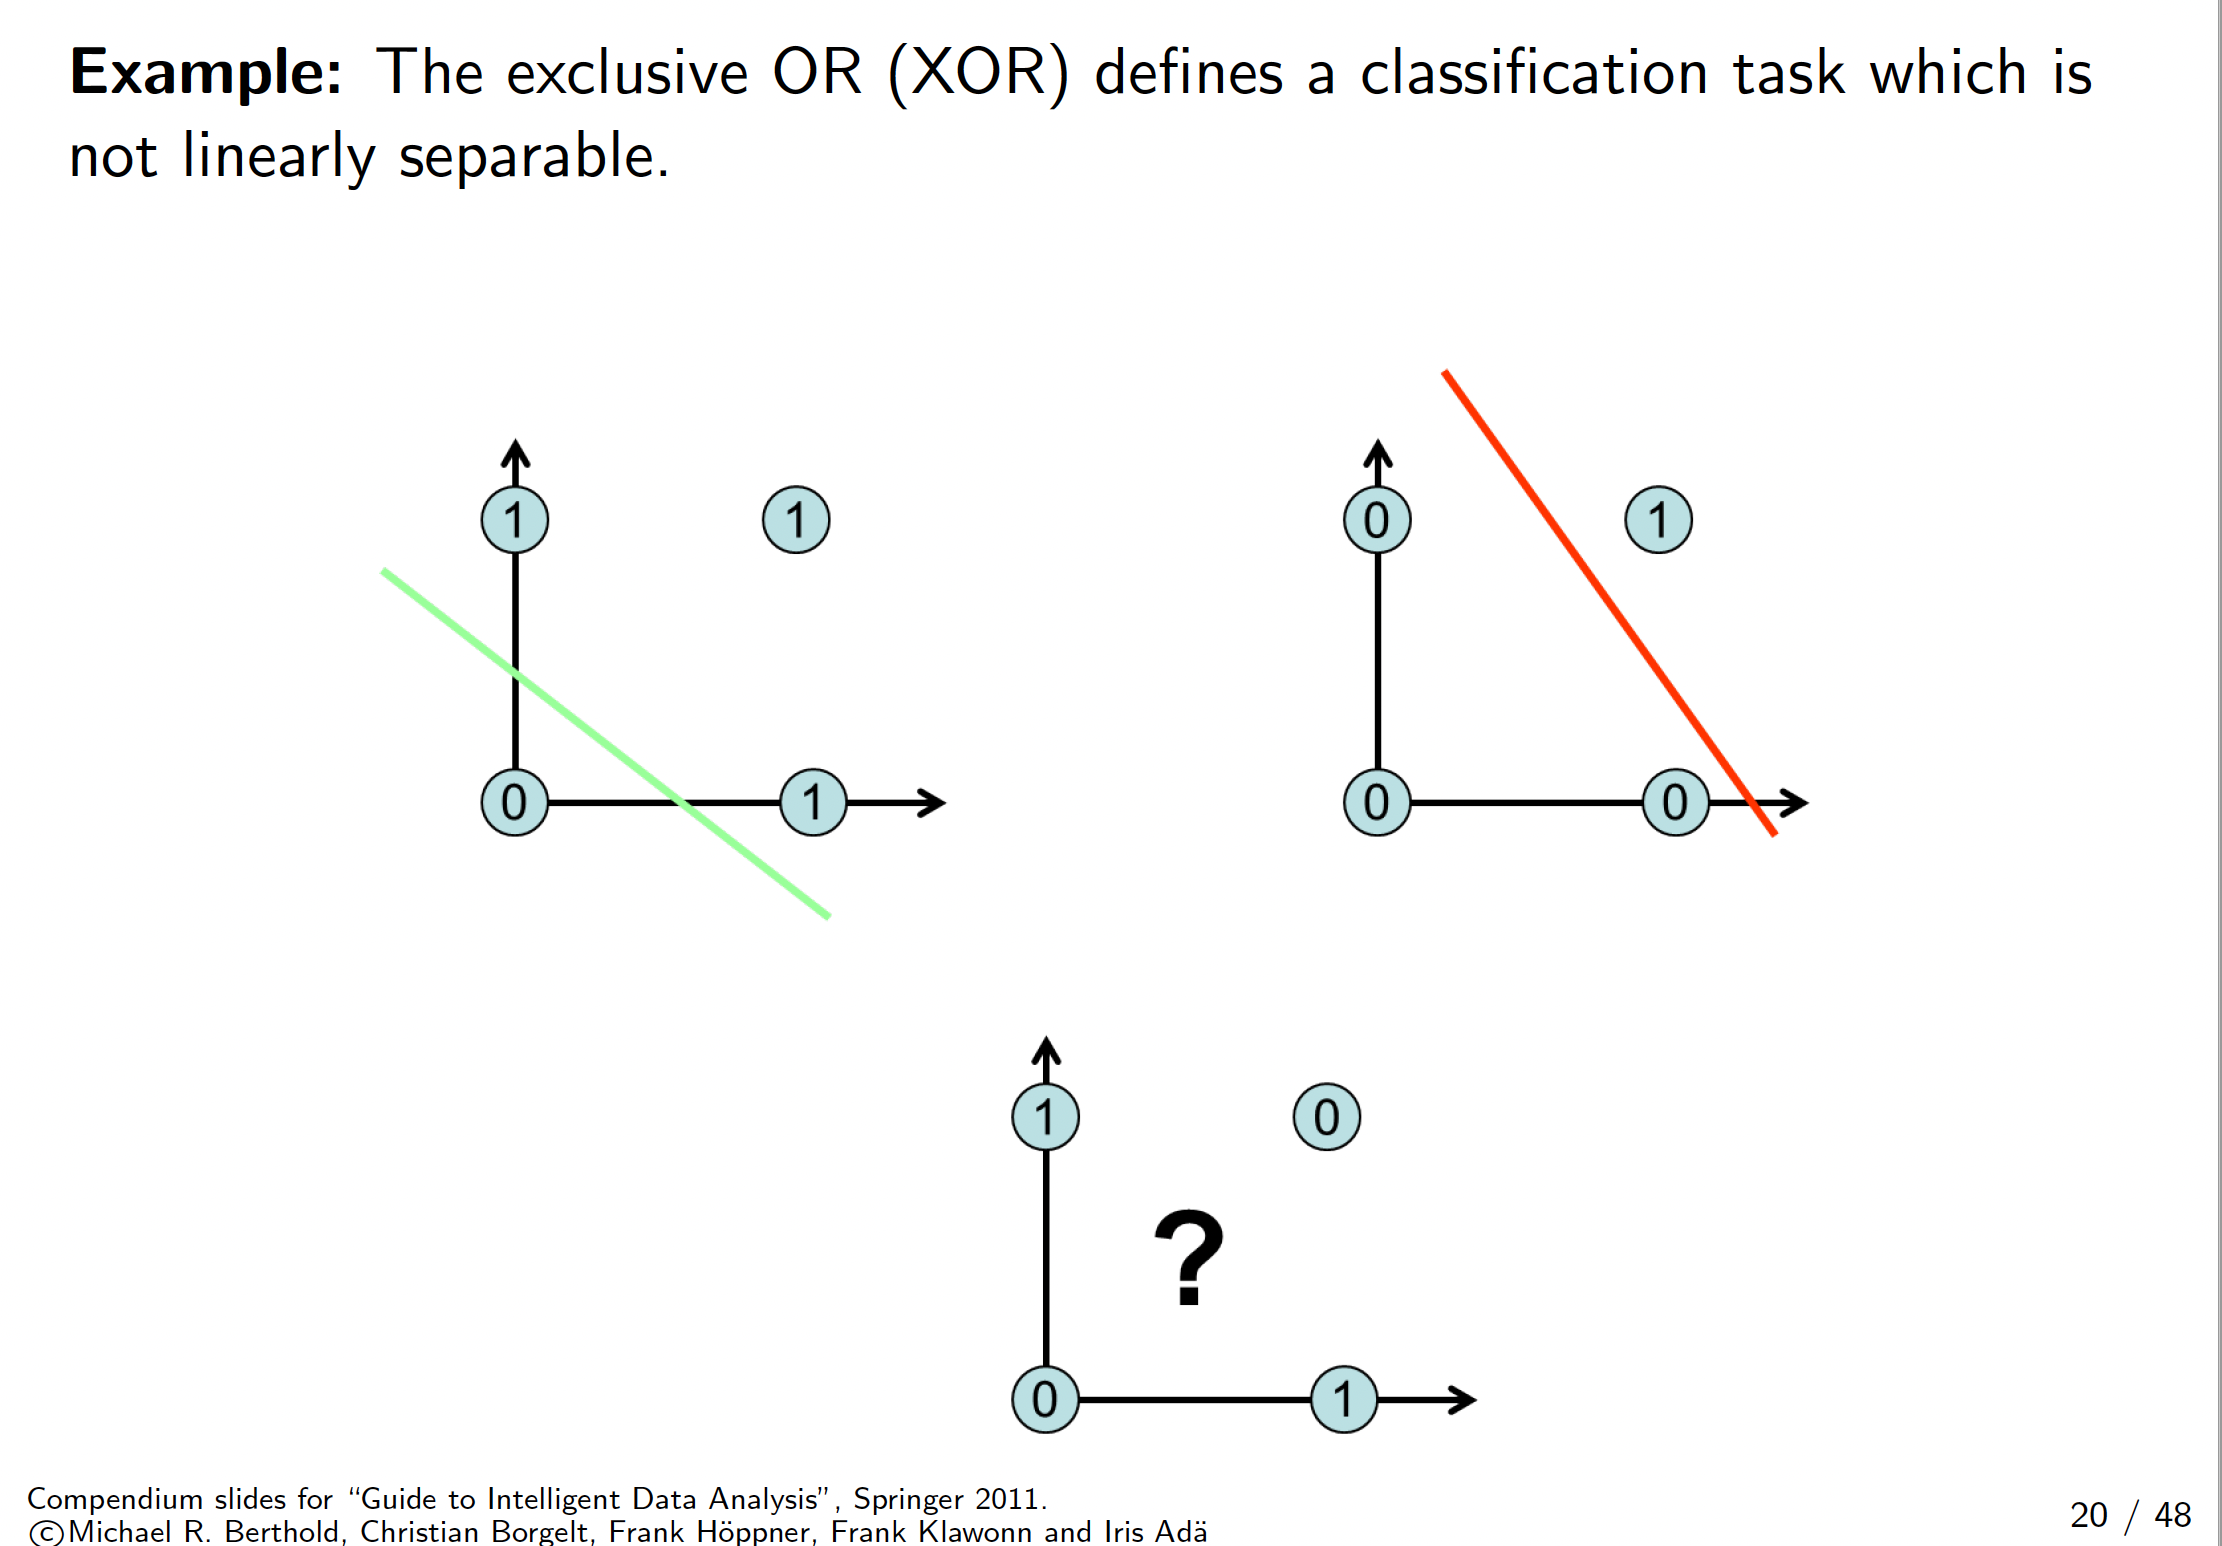 Example: The exclusive OR (XOR) defines a classification task which is
not linearly separable.
1 1
0 1
0 1
0 0
1 0
?
0 1
Compendium slides for “Guide to Intelligent Data Analysis”, Springer 2011.
©Michael R. Berthold, Christian Borgelt, Frank Höppner, Frank Klawonn and Iris Adä
20 / 48